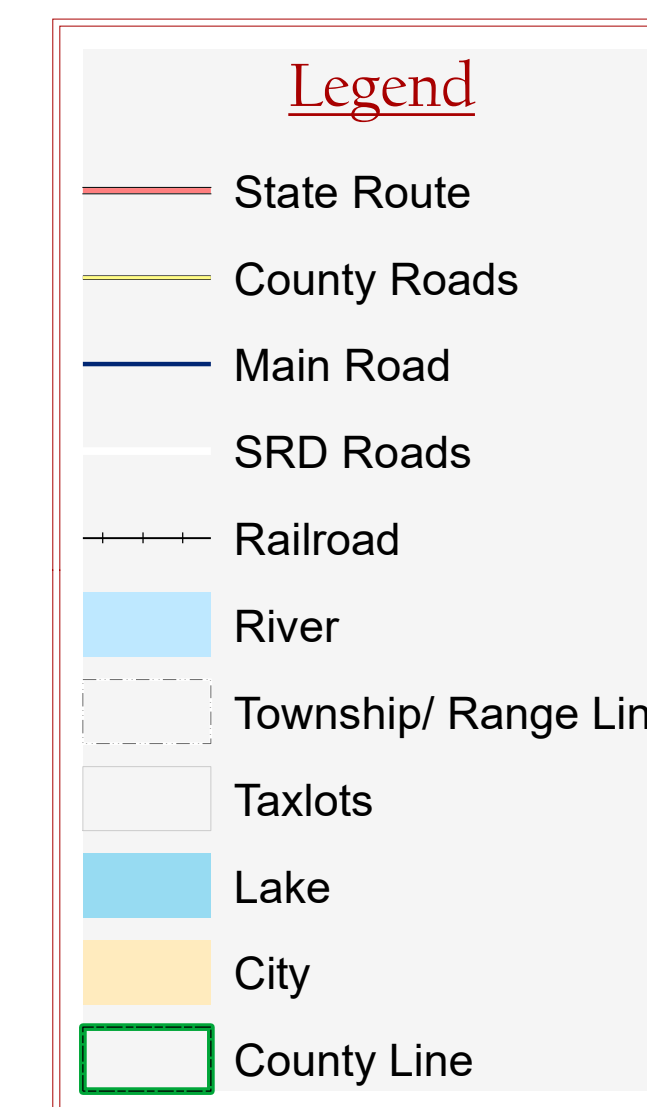 Legend
State Route
County Roads
Main Road
SRD Roads
Railroad
River
Township/ Range Lin
Taxlots
Lake
City
County Line